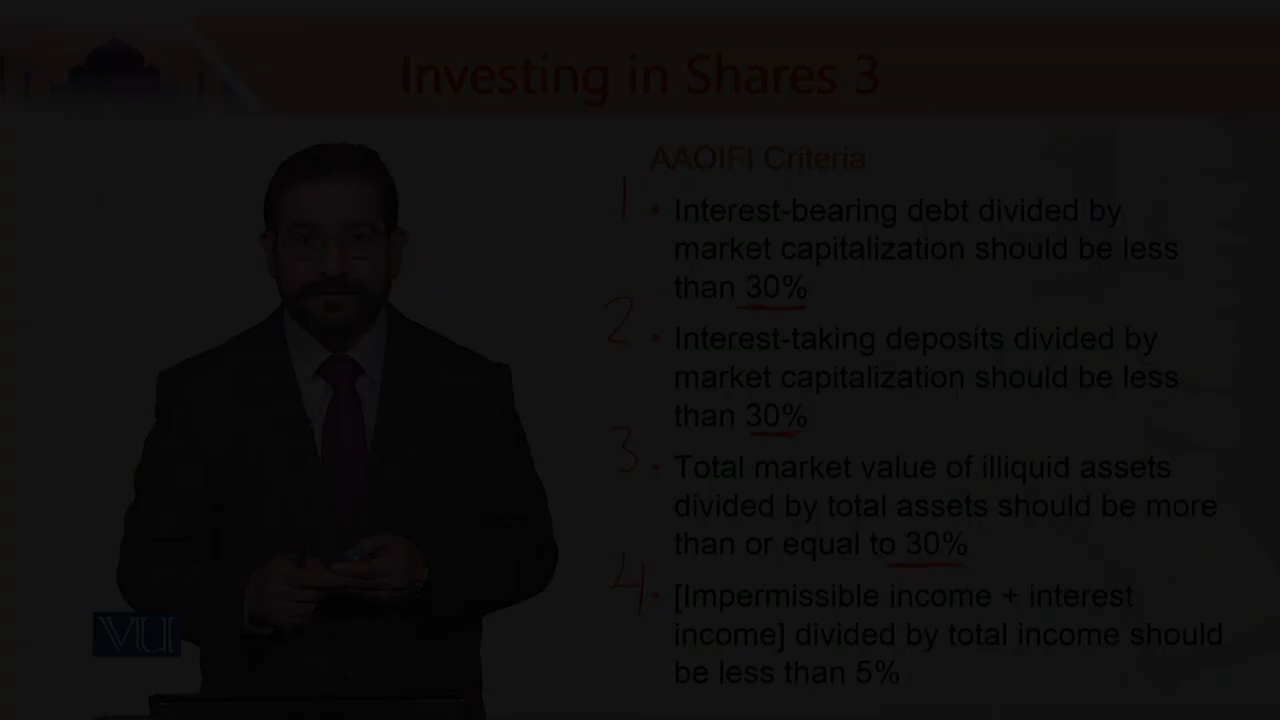 Investing in Shares 3
AAOIFI Criteria
1
• Interest-bearing debt divided by
market capitalization should be less
than 30%
2
• Interest-taking deposits divided by
market capitalization should be less
than 30%
3
• Total market value of illiquid assets
divided by total assets should be more
than or equal to 30%
4
• [Impermissible income + interest
income] divided by total income should
be less than 5%
VU